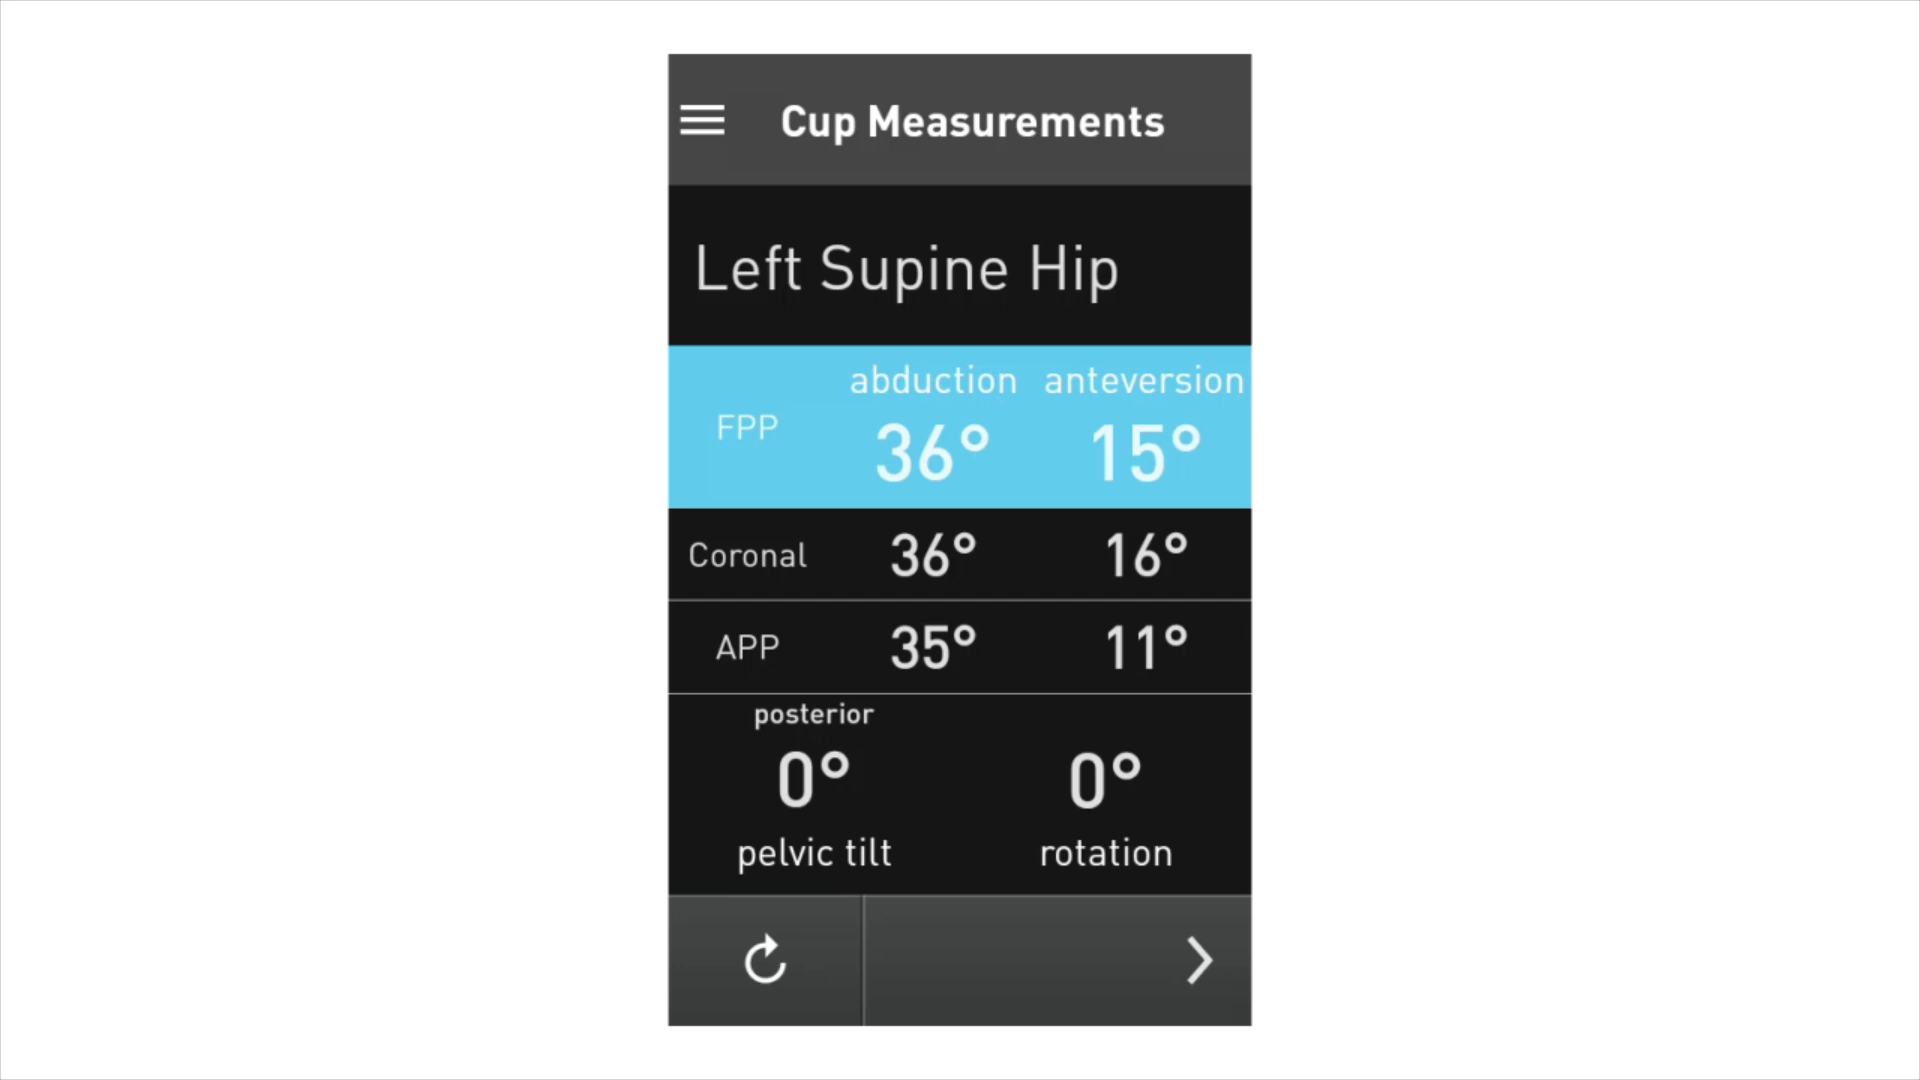 Cup Measurements
Left Supine Hip
abduction anteversion
FPP 36° 15°
Coronal 36° 16°
APP 35° 11°
posterior
0° 0°
pelvic tilt rotation